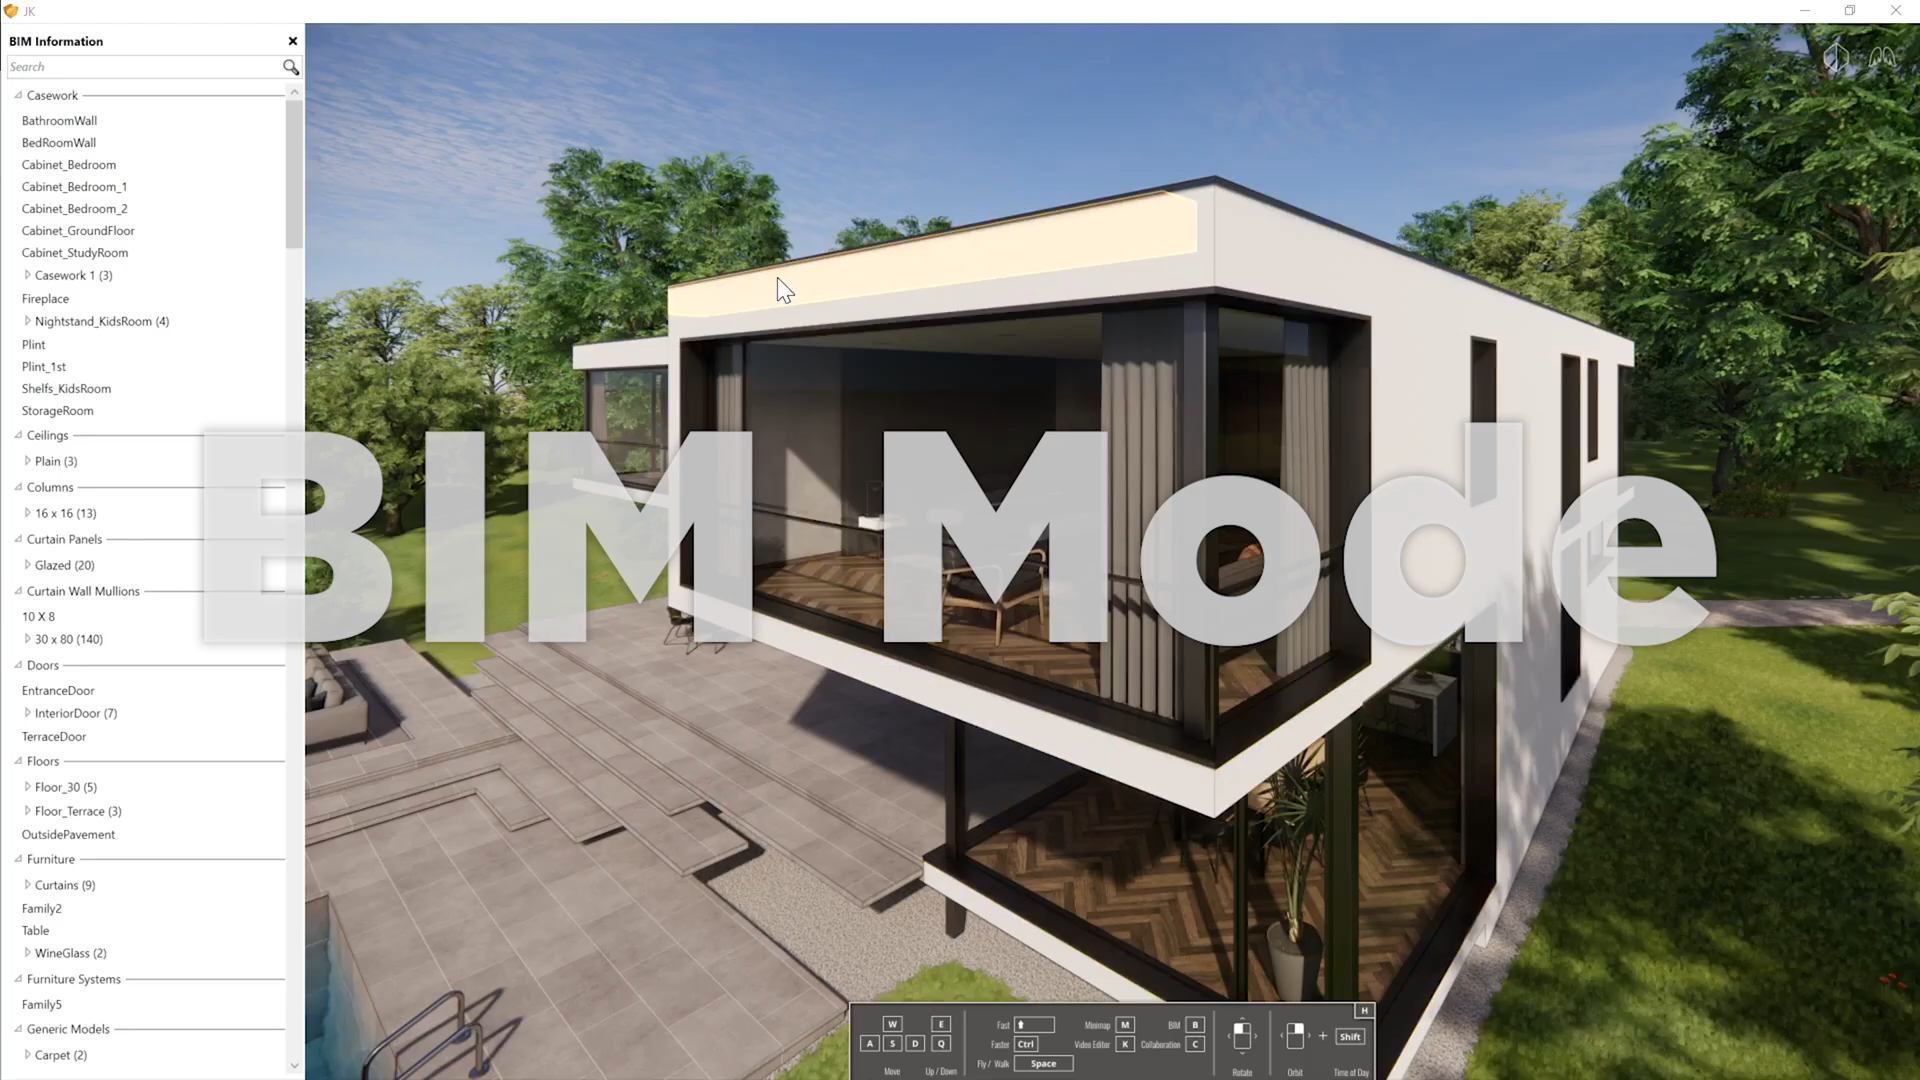 JK
BIM Information
Search
Casework
BathroomWall
BedRoomWall
Cabinet_Bedroom
Cabinet_Bedroom_1
Cabinet_Bedroom_2
Cabinet_GroundFloor
Cabinet_StudyRoom
Casework 1 (3)
Fireplace
Nightstand_KidsRoom (4)
Plint
Plint_1st
Shelfs_KidsRoom
StorageRoom
Ceilings
Plain (3)
Columns
16 x 16 (13)
Curtain Panels
Glazed (20)
Curtain Wall Mullions
10 X 8
30 x 80 (140)
Doors
EntranceDoor
InteriorDoor (7)
TerraceDoor
Floors
Floor_30 (5)
Floor_Terrace (3)
OutsidePavement
Furniture
Curtains (9)
Family2
Table
WineGlass (2)
Furniture Systems
Family5
Generic Models
Carpet (2)
BIM Mode
H
W E
A S D Q
Move Up / Down
Fast
Faster Ctrl
Fly / Walk Space
Minimap M BIM B
Video Editor K Collaboration C
Rotate
Orbit
+ Shift
Time of Day